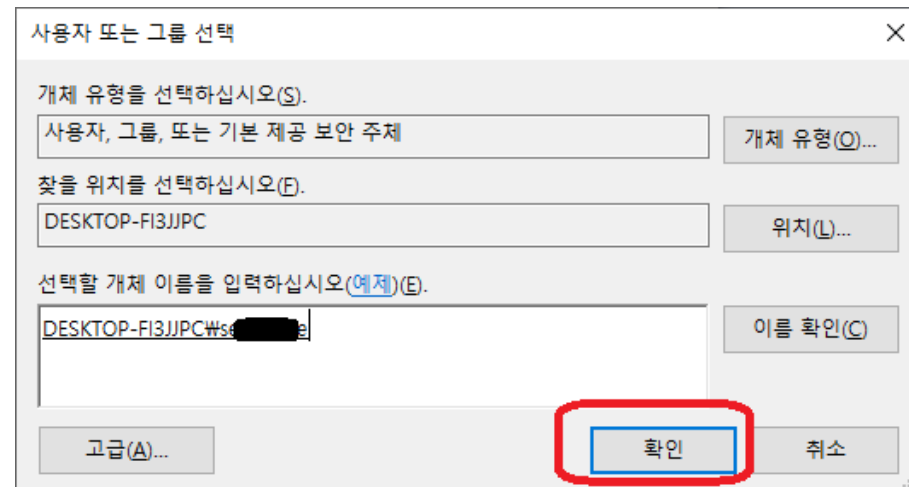 사용자 또는 그룹 선택
개체 유형을 선택하십시오(S).
사용자, 그룹, 또는 기본 제공 보안 주체
개체 유형(O)...
찾을 위치를 선택하십시오(F).
DESKTOP-FI3JJPC
위치(L)...
선택할 개체 이름을 입력하십시오(예제)(E).
DESKTOP-FI3JJPC₩
이름 확인(C)
고급(A)...
확인
취소